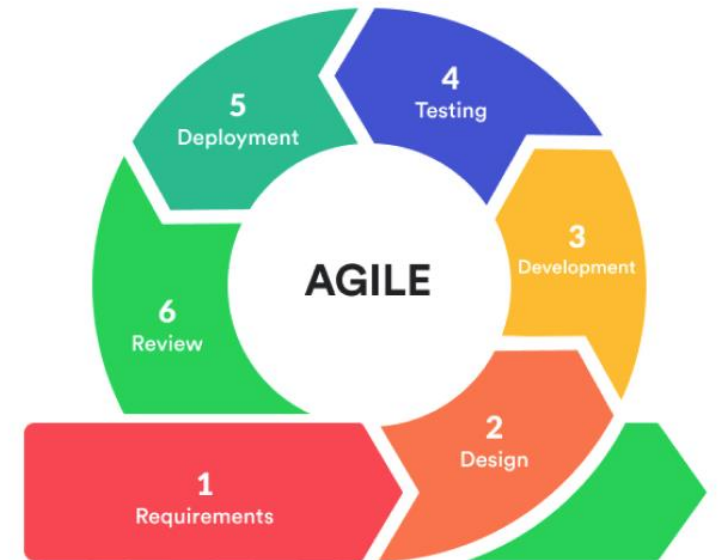 AGILE
1
Requirements
2
Design
3
Development
4
Testing
5
Deployment
6
Review